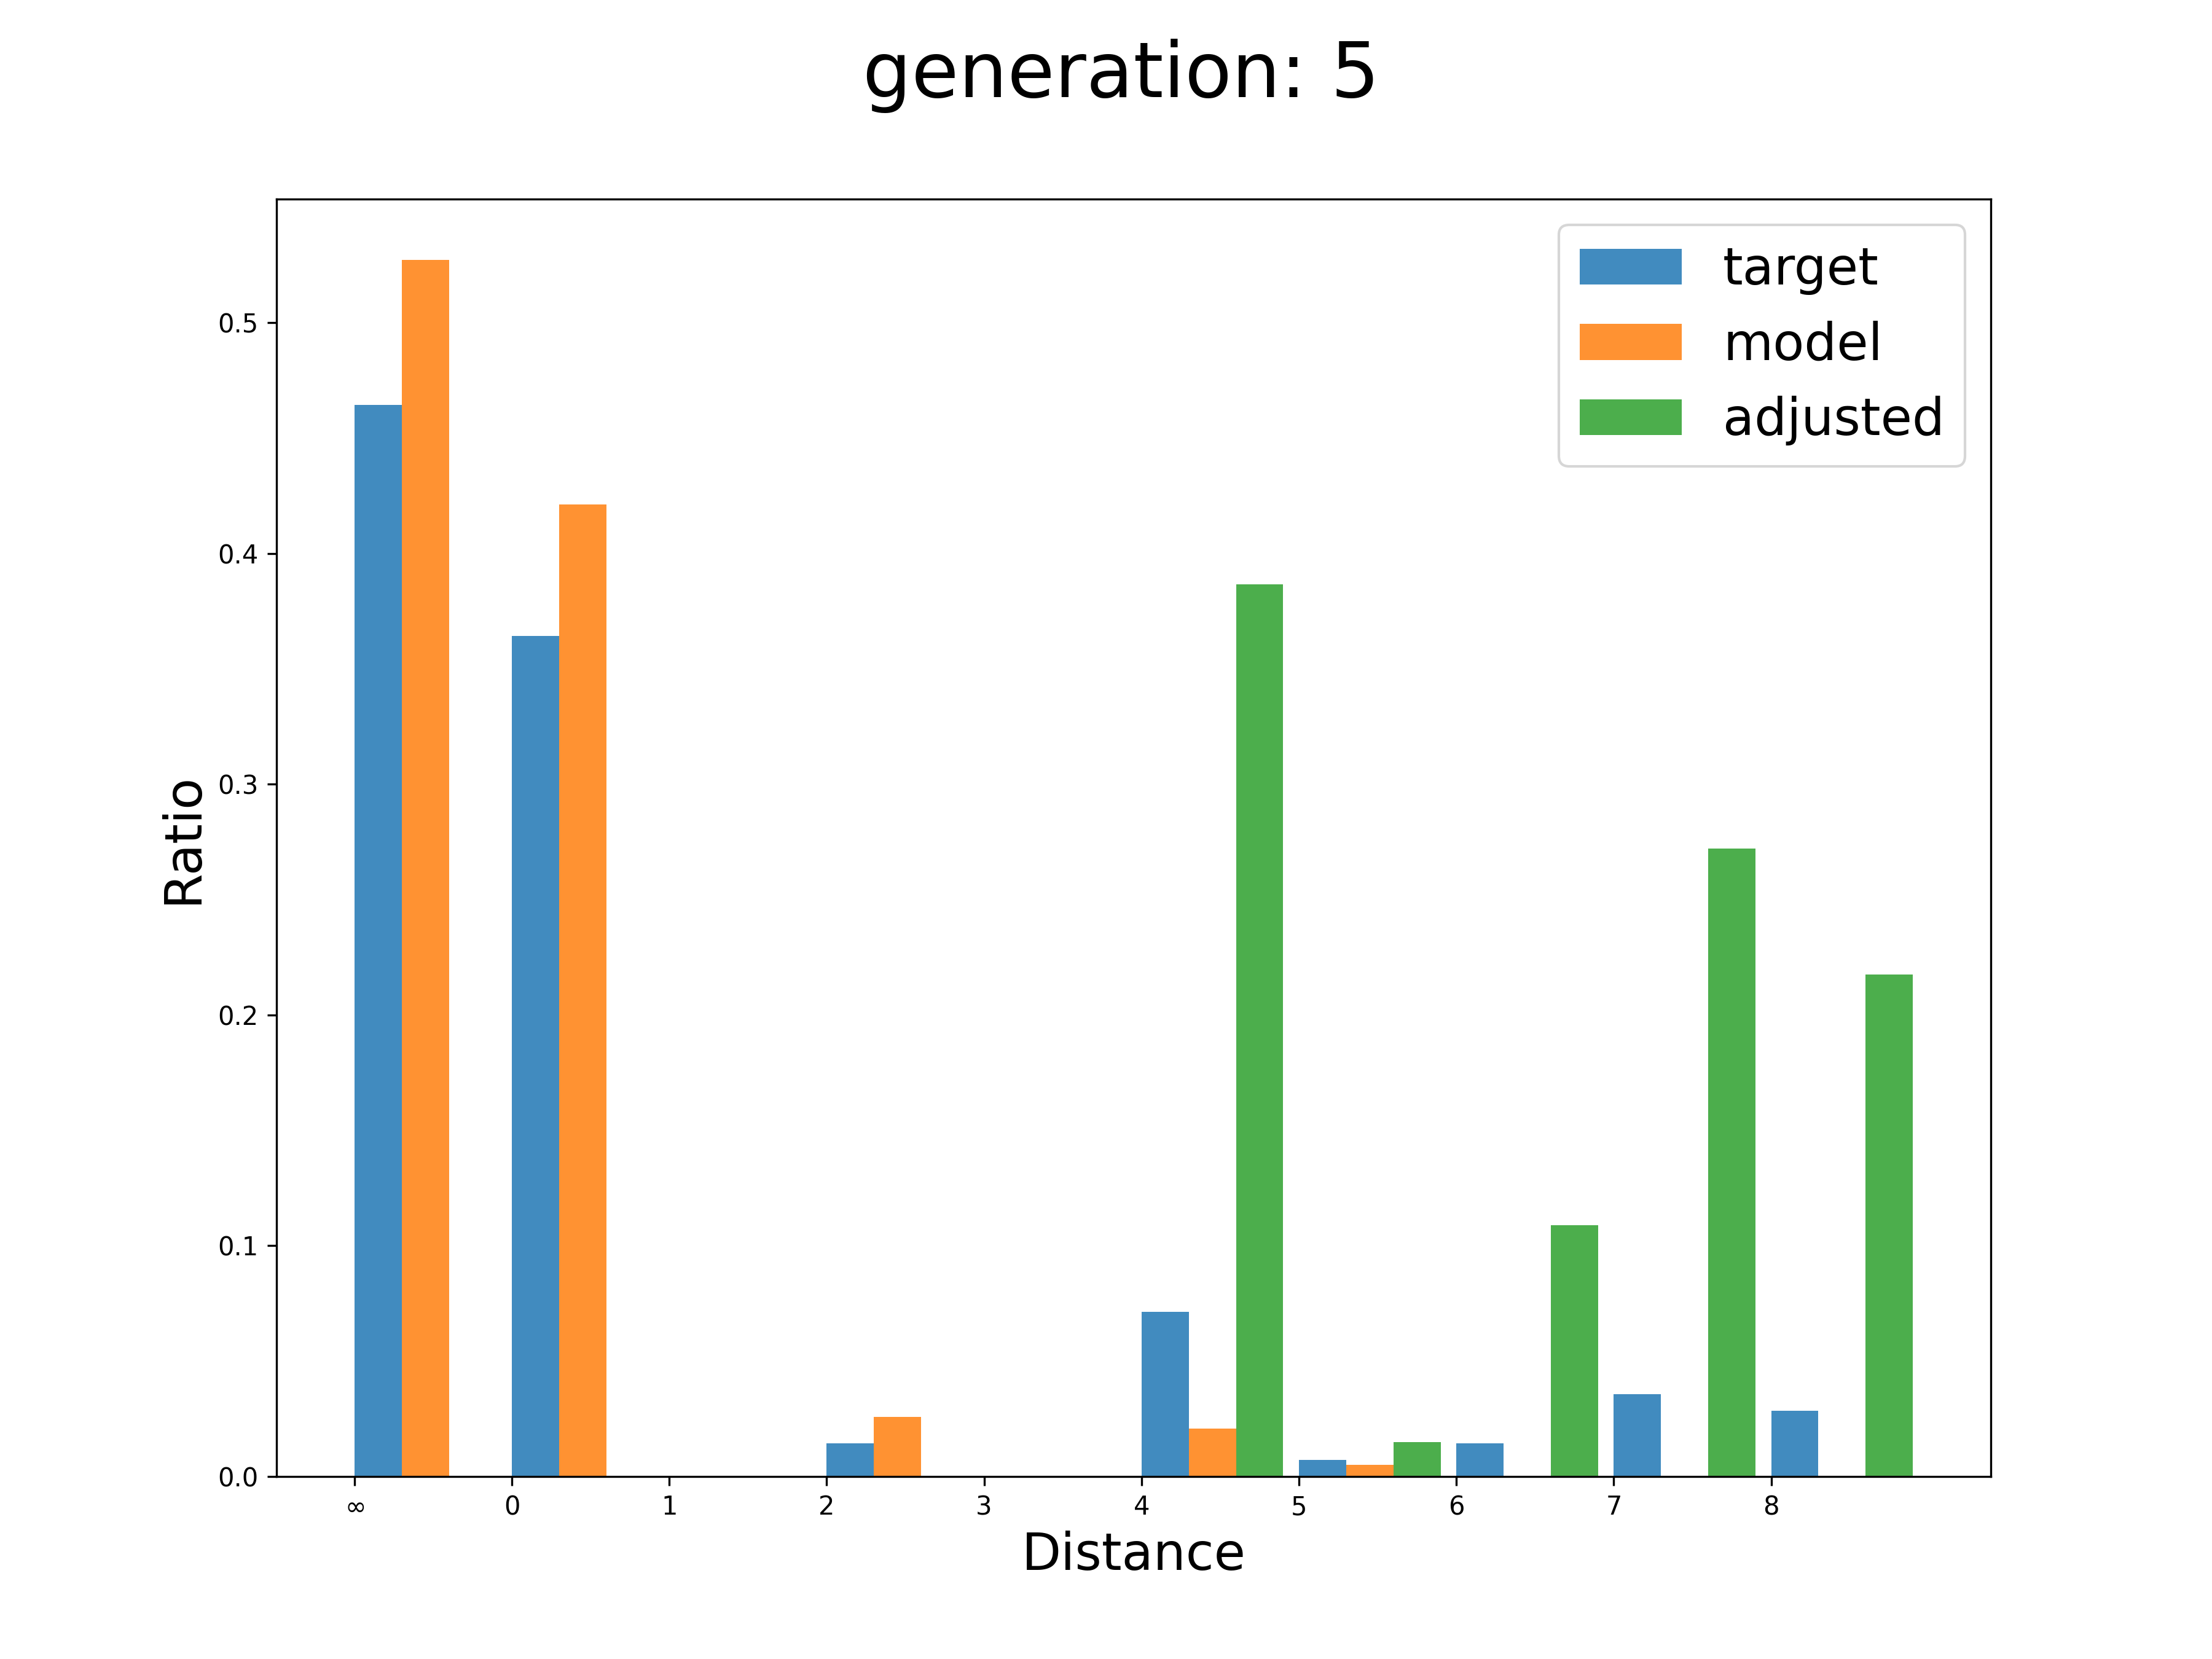 generation: 5
target
model
adjusted
Ratio
0.5
0.4
0.3
0.2
0.1
0.0
∞ 0 1 2 3 4 5 6 7 8
Distance